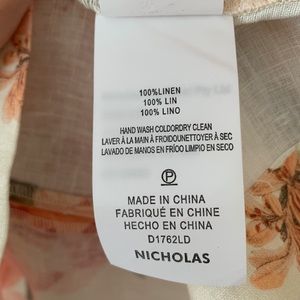 100%LINEN
100% LIN
100% LINO
HAND WASH COLDORDRY CLEAN
LAVER À LA MAIN À FROIDOUNETTOYER À SEC
LAVADO DE MANOS EN FRÍOO LIMPIO EN SECO
P
MADE IN CHINA
FABRIQUÉ EN CHINE
HECHO EN CHINA
D1762LD
NICHOLAS